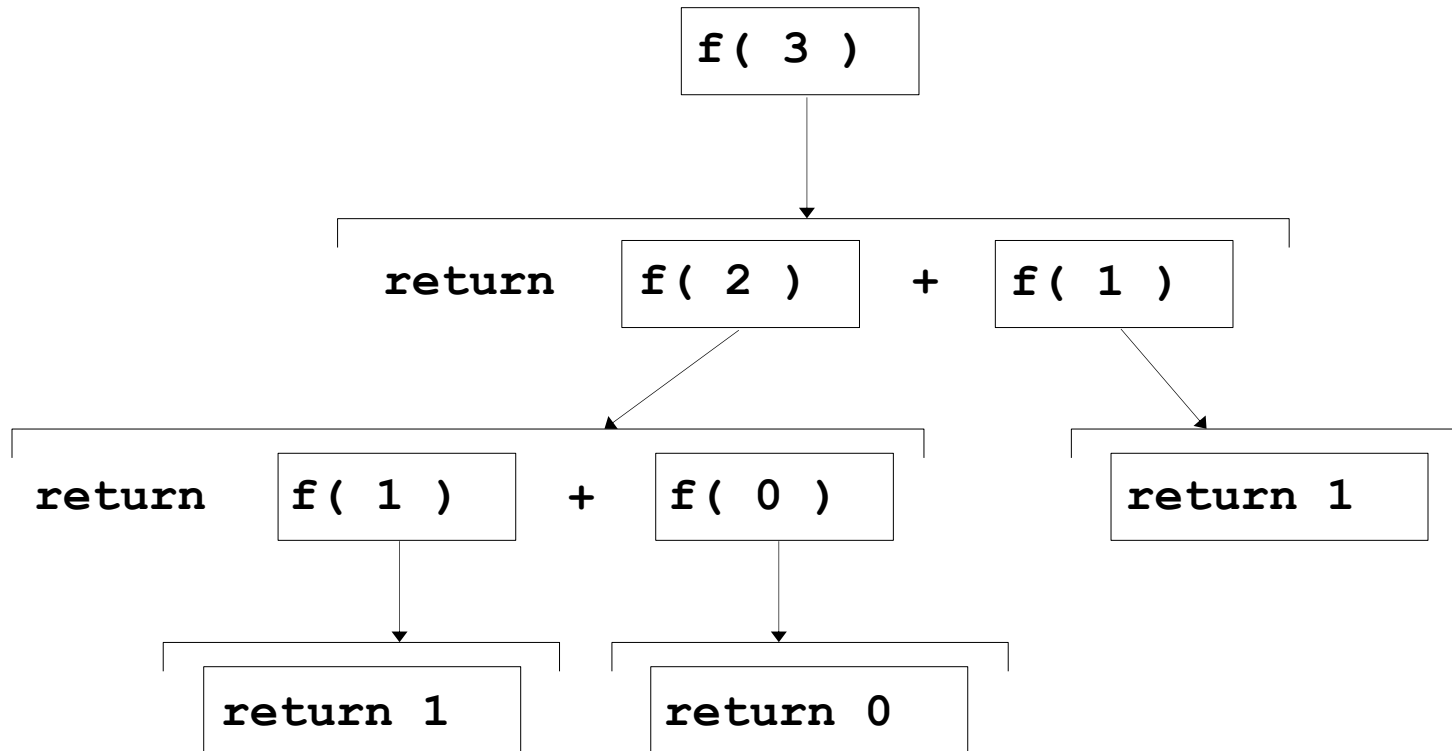 f( 3 )
return f( 2 ) + f( 1 )
return f( 1 ) + f( 0 ) return 1
return 1 return 0